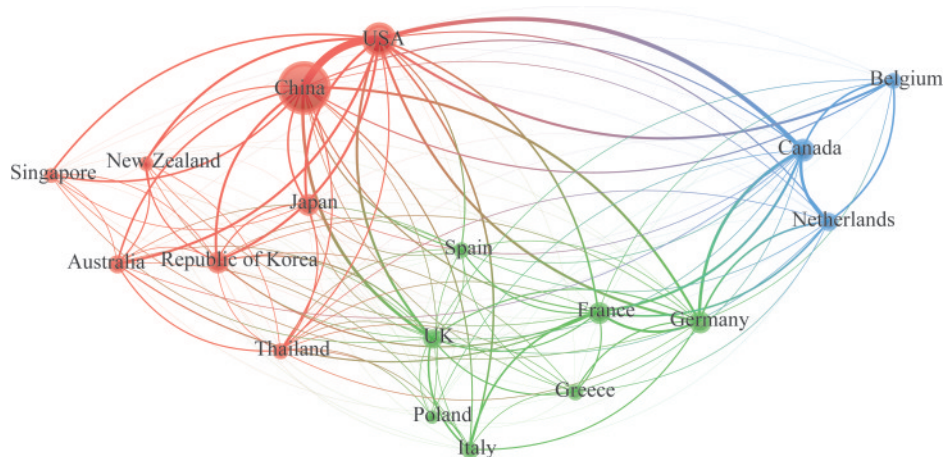 USA
China
Belgium
Canada
New Zealand
Singapore
Japan
Netherlands
Spain
Australia
Republic of Korea
France
Germany
UK
Thailand
Greece
Poland
Italy